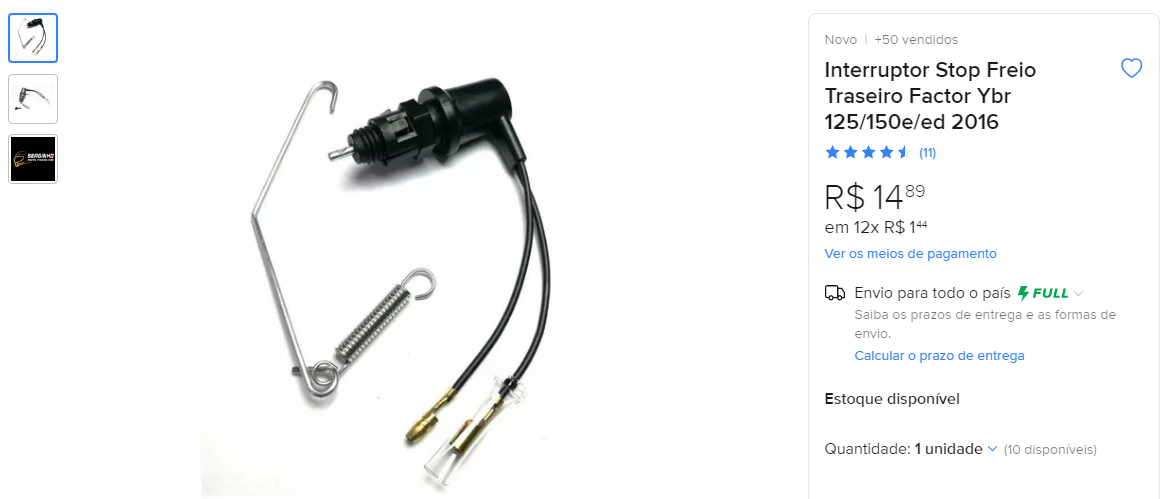 Novo | +50 vendidos
Interruptor Stop Freio
Traseiro Factor Ybr
125/150e/ed 2016
(11)
R$ 14 89
em 12x R$ 1 44
Ver os meios de pagamento
Envio para todo o país FULL
Saiba os prazos de entrega e as formas de
envio.
Calcular o prazo de entrega
Estoque disponível
Quantidade: 1 unidade (10 disponíveis)